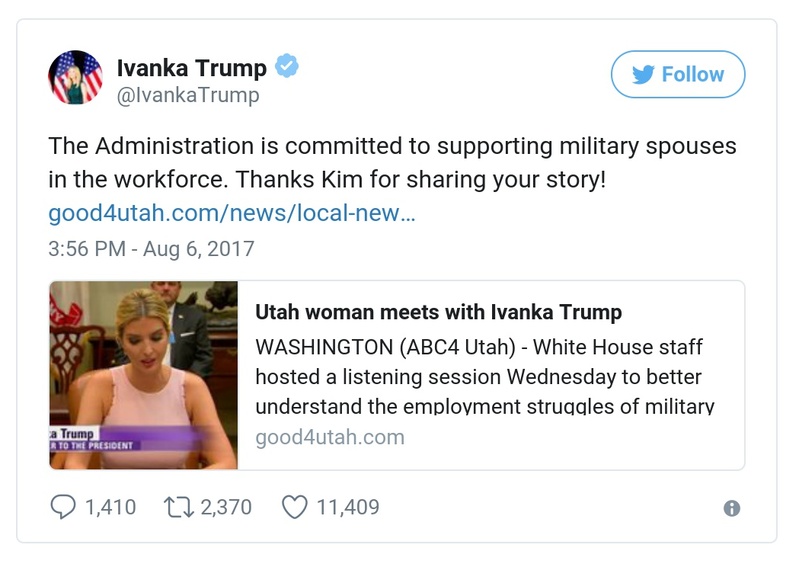 Ivanka Trump
@IvankaTrump
Follow
The Administration is committed to supporting military spouses
in the workforce. Thanks Kim for sharing your story!
good4utah.com/news/local-new…
3:56 PM - Aug 6, 2017
a Trump
R TO THE PRESIDENT
Utah woman meets with Ivanka Trump
WASHINGTON (ABC4 Utah) - White House staff
hosted a listening session Wednesday to better
understand the employment struggles of military
good4utah.com
1,410 2,370 11,409